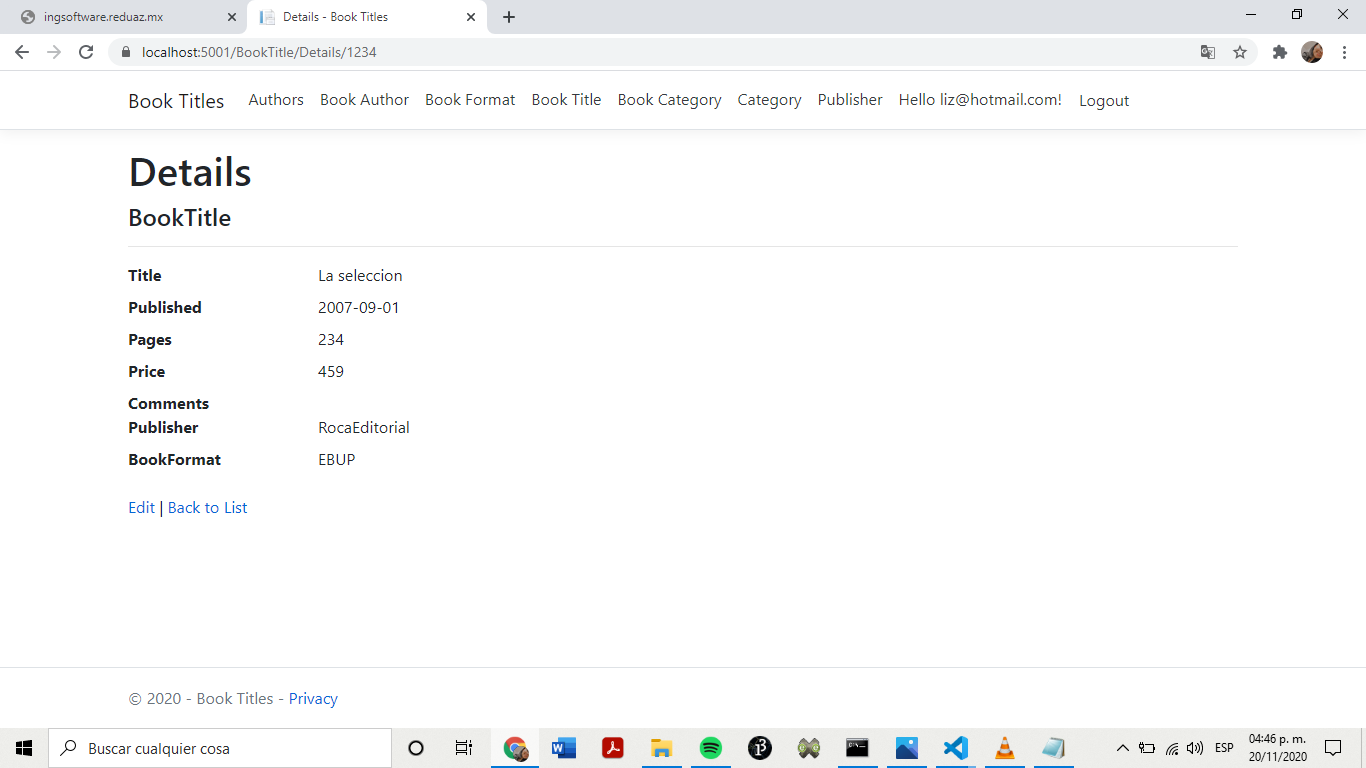 ingsoftware.reduaz.mx
Details - Book Titles
localhost:5001/BookTitle/Details/1234
Book Titles Authors Book Author Book Format Book Title Book Category Category Publisher Hello liz@hotmail.com! Logout
Details
BookTitle
Title La seleccion
Published 2007-09-01
Pages 234
Price 459
Comments
Publisher RocaEditorial
BookFormat EBUP
Edit | Back to List
© 2020 - Book Titles - Privacy
Buscar cualquier cosa
ESP
04:46 p. m.
20/11/2020